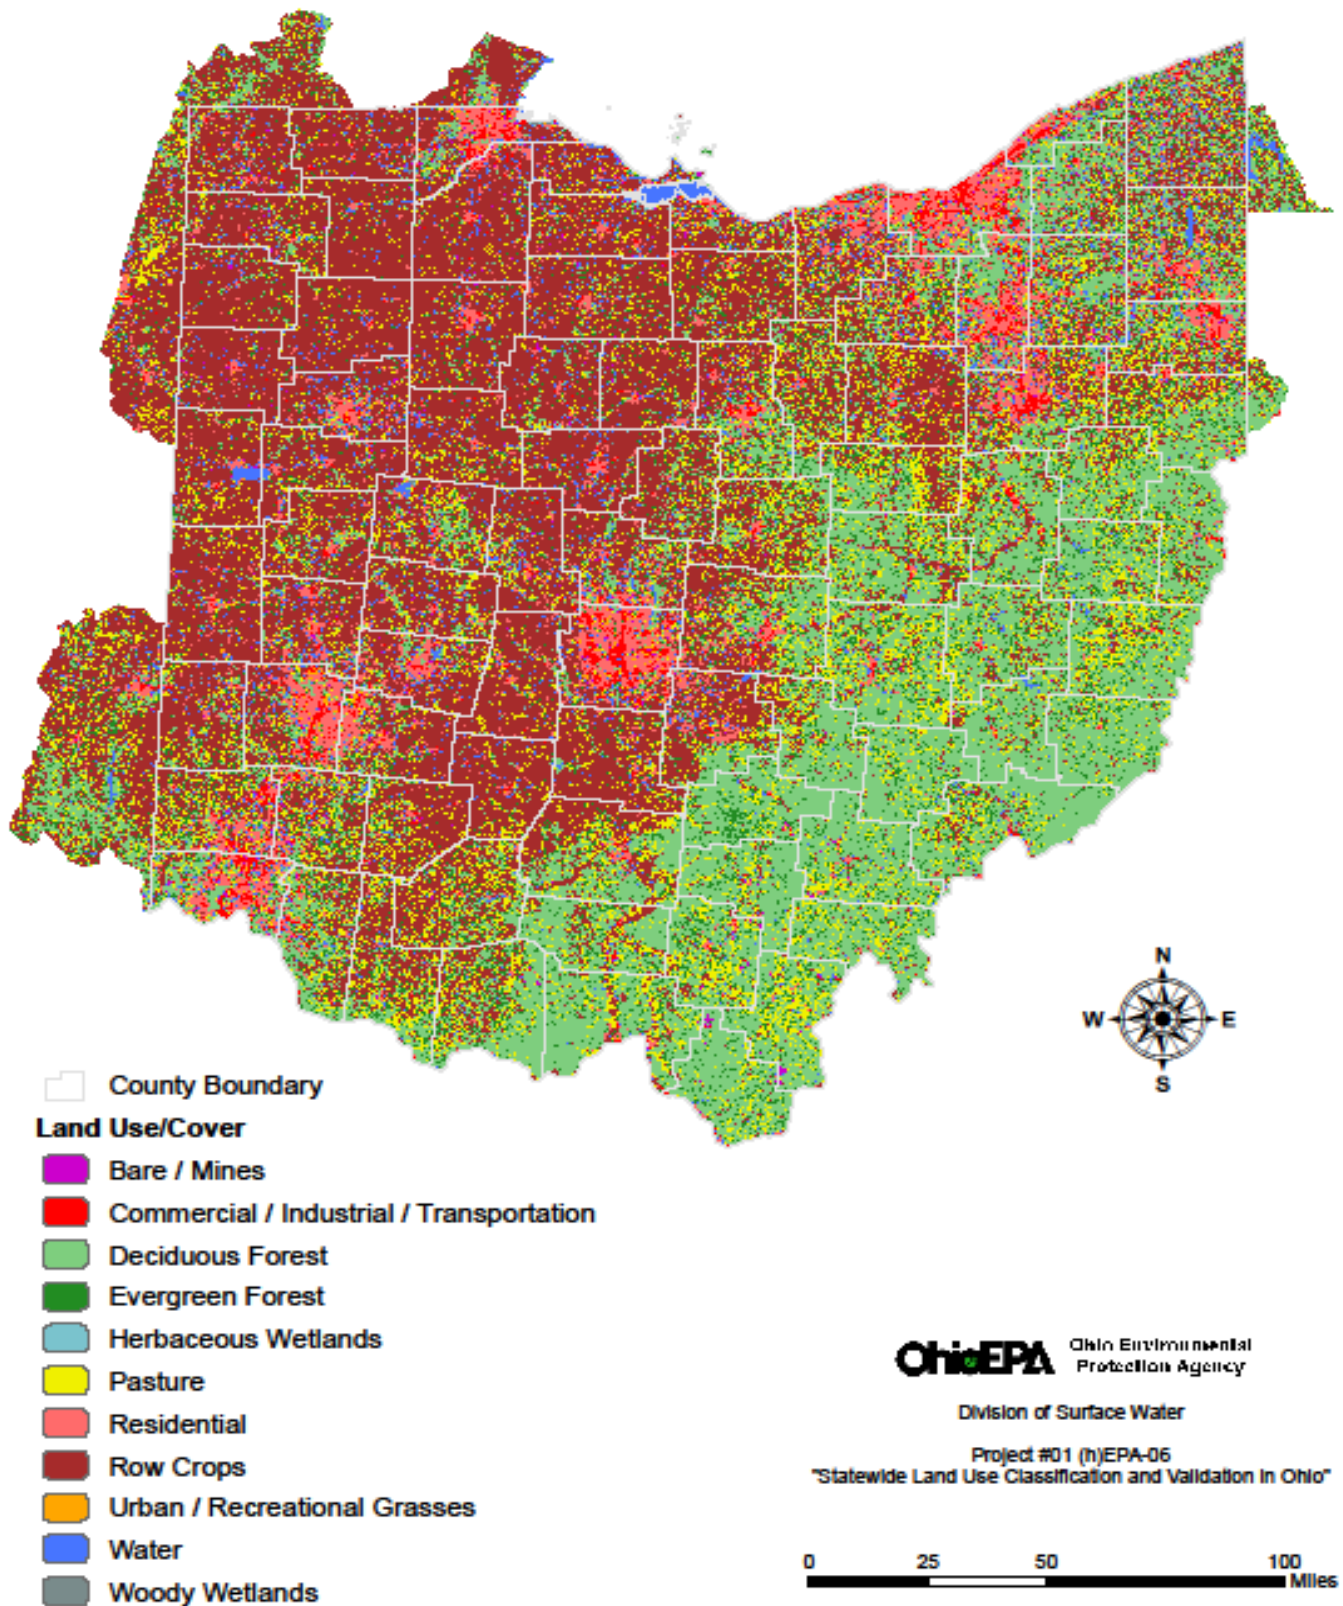 N
W E
S
County Boundary
Land Use/Cover
Bare / Mines
Commercial / Industrial / Transportation
Deciduous Forest
Evergreen Forest
Herbaceous Wetlands
Pasture
Residential
Row Crops
Urban / Recreational Grasses
Water
Woody Wetlands
OhioEPA
Ohio Environmental
Protection Agency
Division of Surface Water
Project #01 (h)EPA-06
"Statewide Land Use Classification and Validation in Ohio"
0 25 50 100
Miles